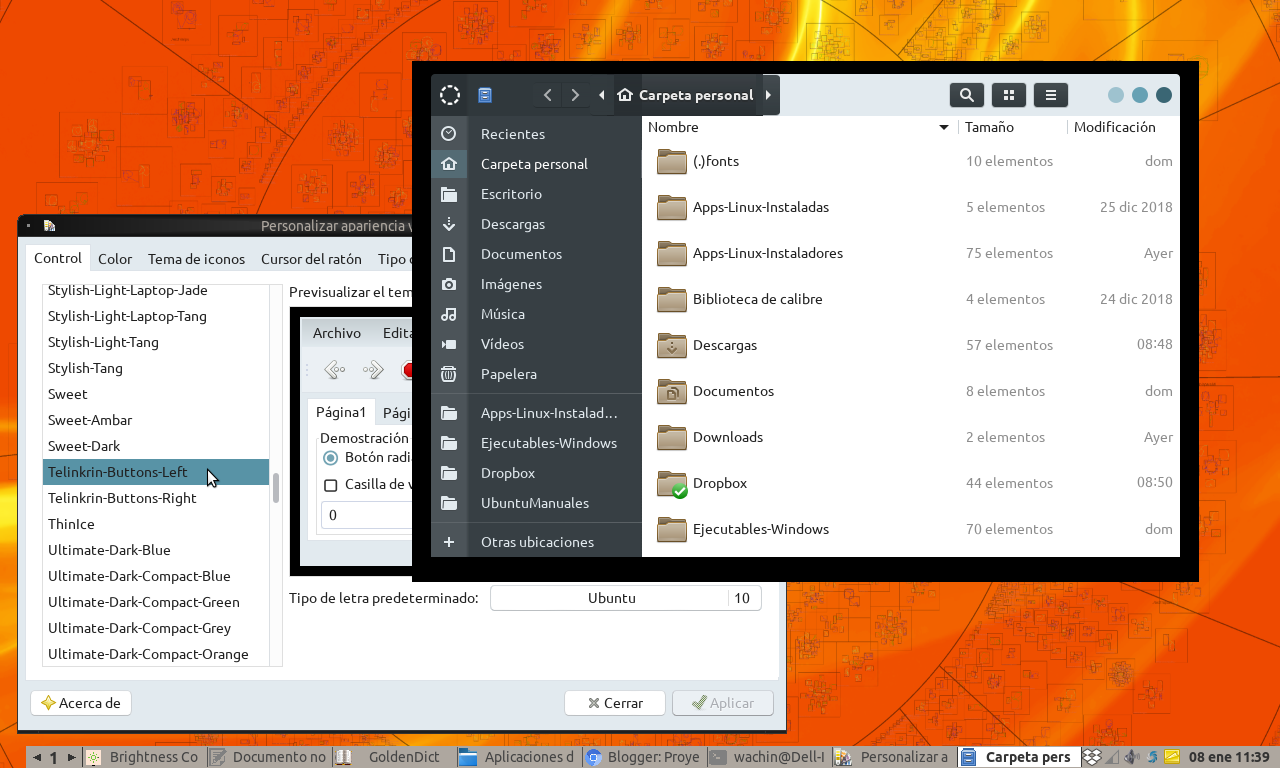 Carpeta personal
Nombre Tamaño Modificación
Recientes
Carpeta personal
Escritorio
Descargas
Documentos
Imágenes
Música
Vídeos
Papelera
Apps-Linux-Instalad...
Ejecutables-Windows
Dropbox
UbuntuManuales
Otras ubicaciones
(.)fonts 10 elementos dom
Apps-Linux-Instaladas 5 elementos 25 dic 2018
Apps-Linux-Instaladores 75 elementos Ayer
Biblioteca de calibre 4 elementos 24 dic 2018
Descargas 57 elementos 08:48
Documentos 8 elementos dom
Downloads 2 elementos Ayer
Dropbox 44 elementos 08:50
Ejecutables-Windows 70 elementos dom
Personalizar apariencia
Control Color Tema de iconos Cursor del ratón Tipo
Stylish-Light-Laptop-Jade
Stylish-Light-Laptop-Tang
Stylish-Light-Tang
Stylish-Tang
Sweet
Sweet-Ambar
Sweet-Dark
Telinkrin-Buttons-Left
Telinkrin-Buttons-Right
ThinIce
Ultimate-Dark-Blue
Ultimate-Dark-Compact-Blue
Ultimate-Dark-Compact-Green
Ultimate-Dark-Compact-Grey
Ultimate-Dark-Compact-Orange
Previsualizar el tem
Archivo Edita
Página1 Pági
Demostración
Botón radi
Casilla de v
0
Tipo de letra predeterminado: Ubuntu 10
Acerca de Cerrar Aplicar
1 Brightness Co Documento no GoldenDict Aplicaciones d Blogger: Proye wachin@Dell-I Personalizar a Carpeta pers 08 ene 11:39